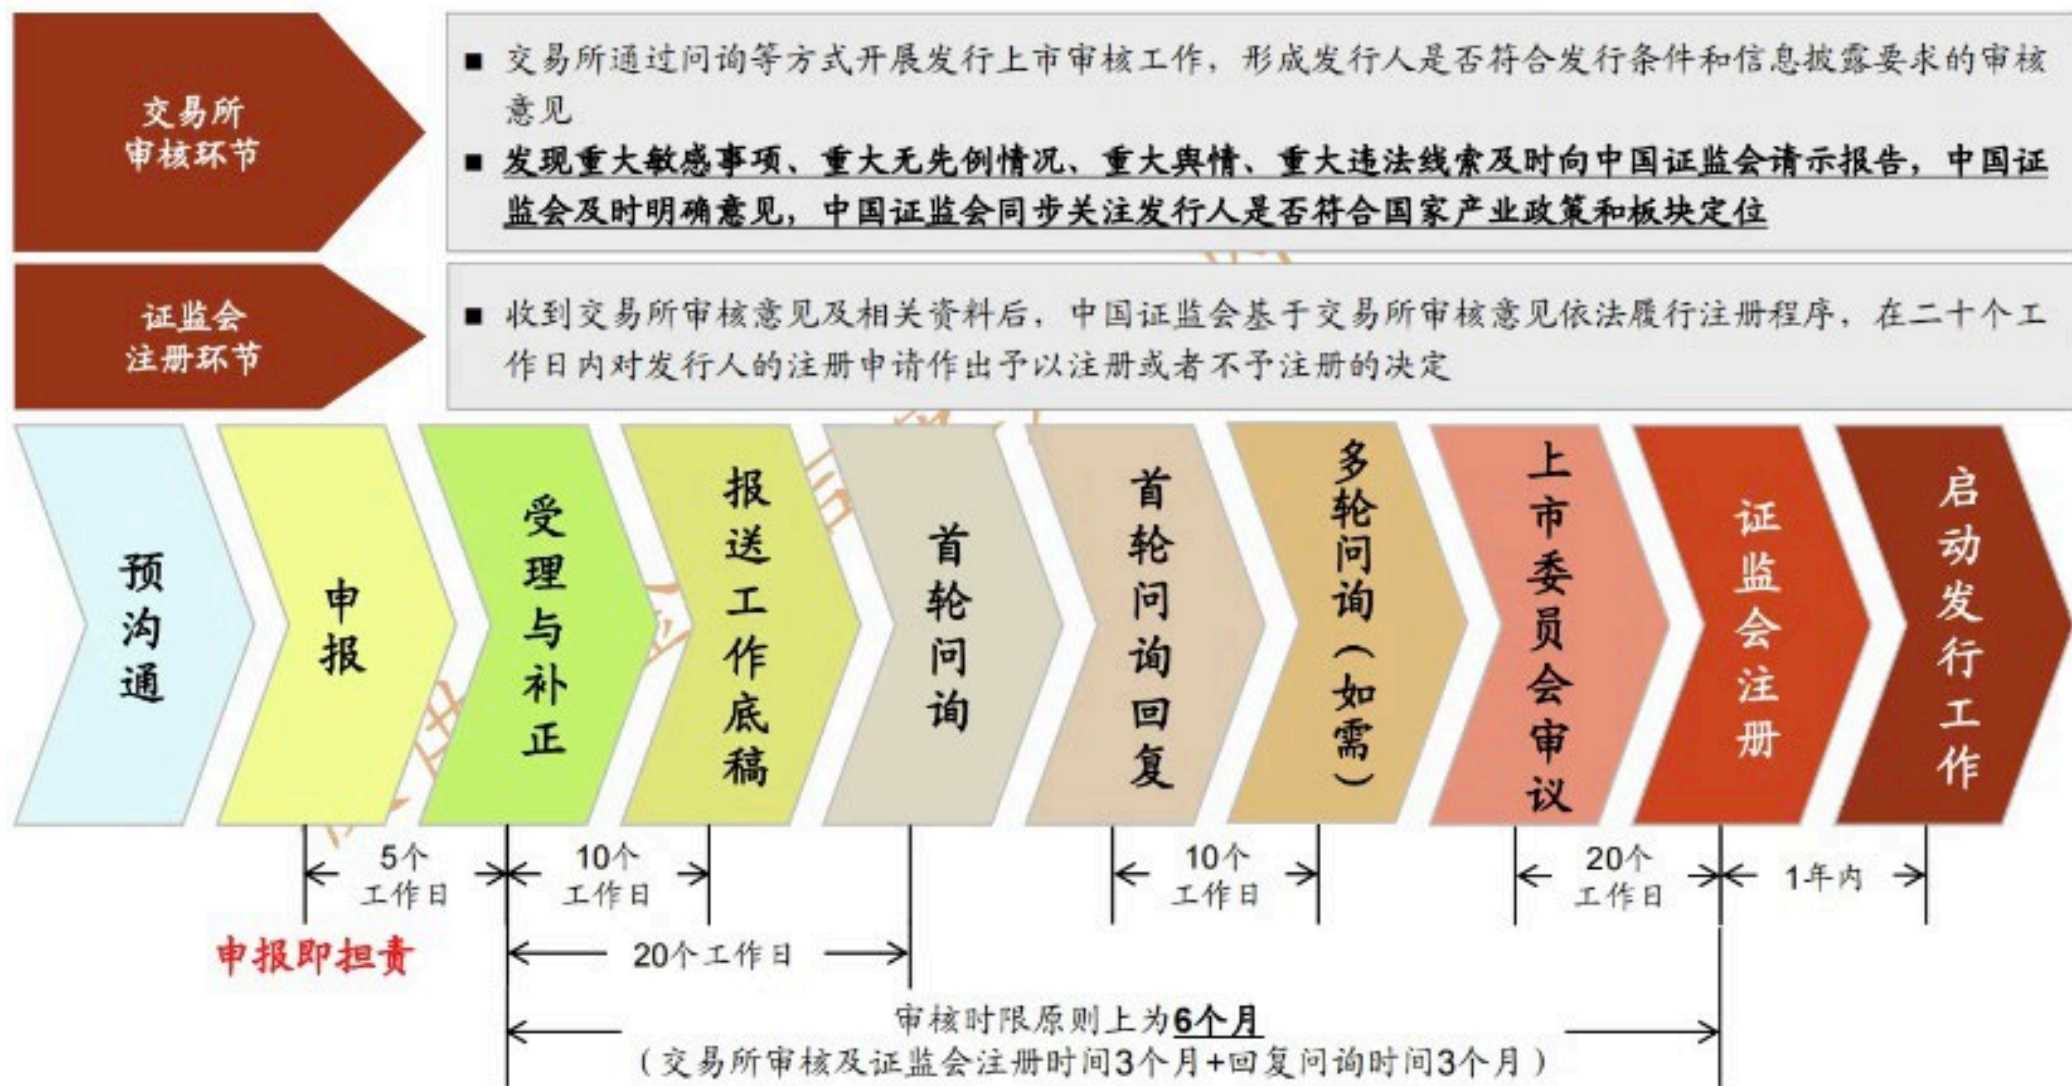 交易所
审核环节
■ 交易所通过问询等方式开展发行上市审核工作，形成发行人是否符合发行条件和信息披露要求的审核
意见
■ 发现重大敏感事项、重大无先例情况、重大舆情、重大违法线索及时向中国证监会请示报告，中国证
监会及时明确意见，中国证监会同步关注发行人是否符合国家产业政策和板块定位
证监会
注册环节
■ 收到交易所审核意见及相关资料后，中国证监会基于交易所审核意见依法履行注册程序，在二十个工
作日内对发行人的注册申请作出予以注册或者不予注册的决定
预沟通
申报
受理与补正
报送工作底稿
首轮问询
首轮问询回复
多轮问询（如需）
上市委员会审议
证监会注册
启动发行工作
5个
工作日
10个
工作日
10个
工作日
20个
工作日
1年内
申报即担责
20个工作日
审核时限原则上为6个月
（交易所审核及证监会注册时间3个月+回复问询时间3个月）